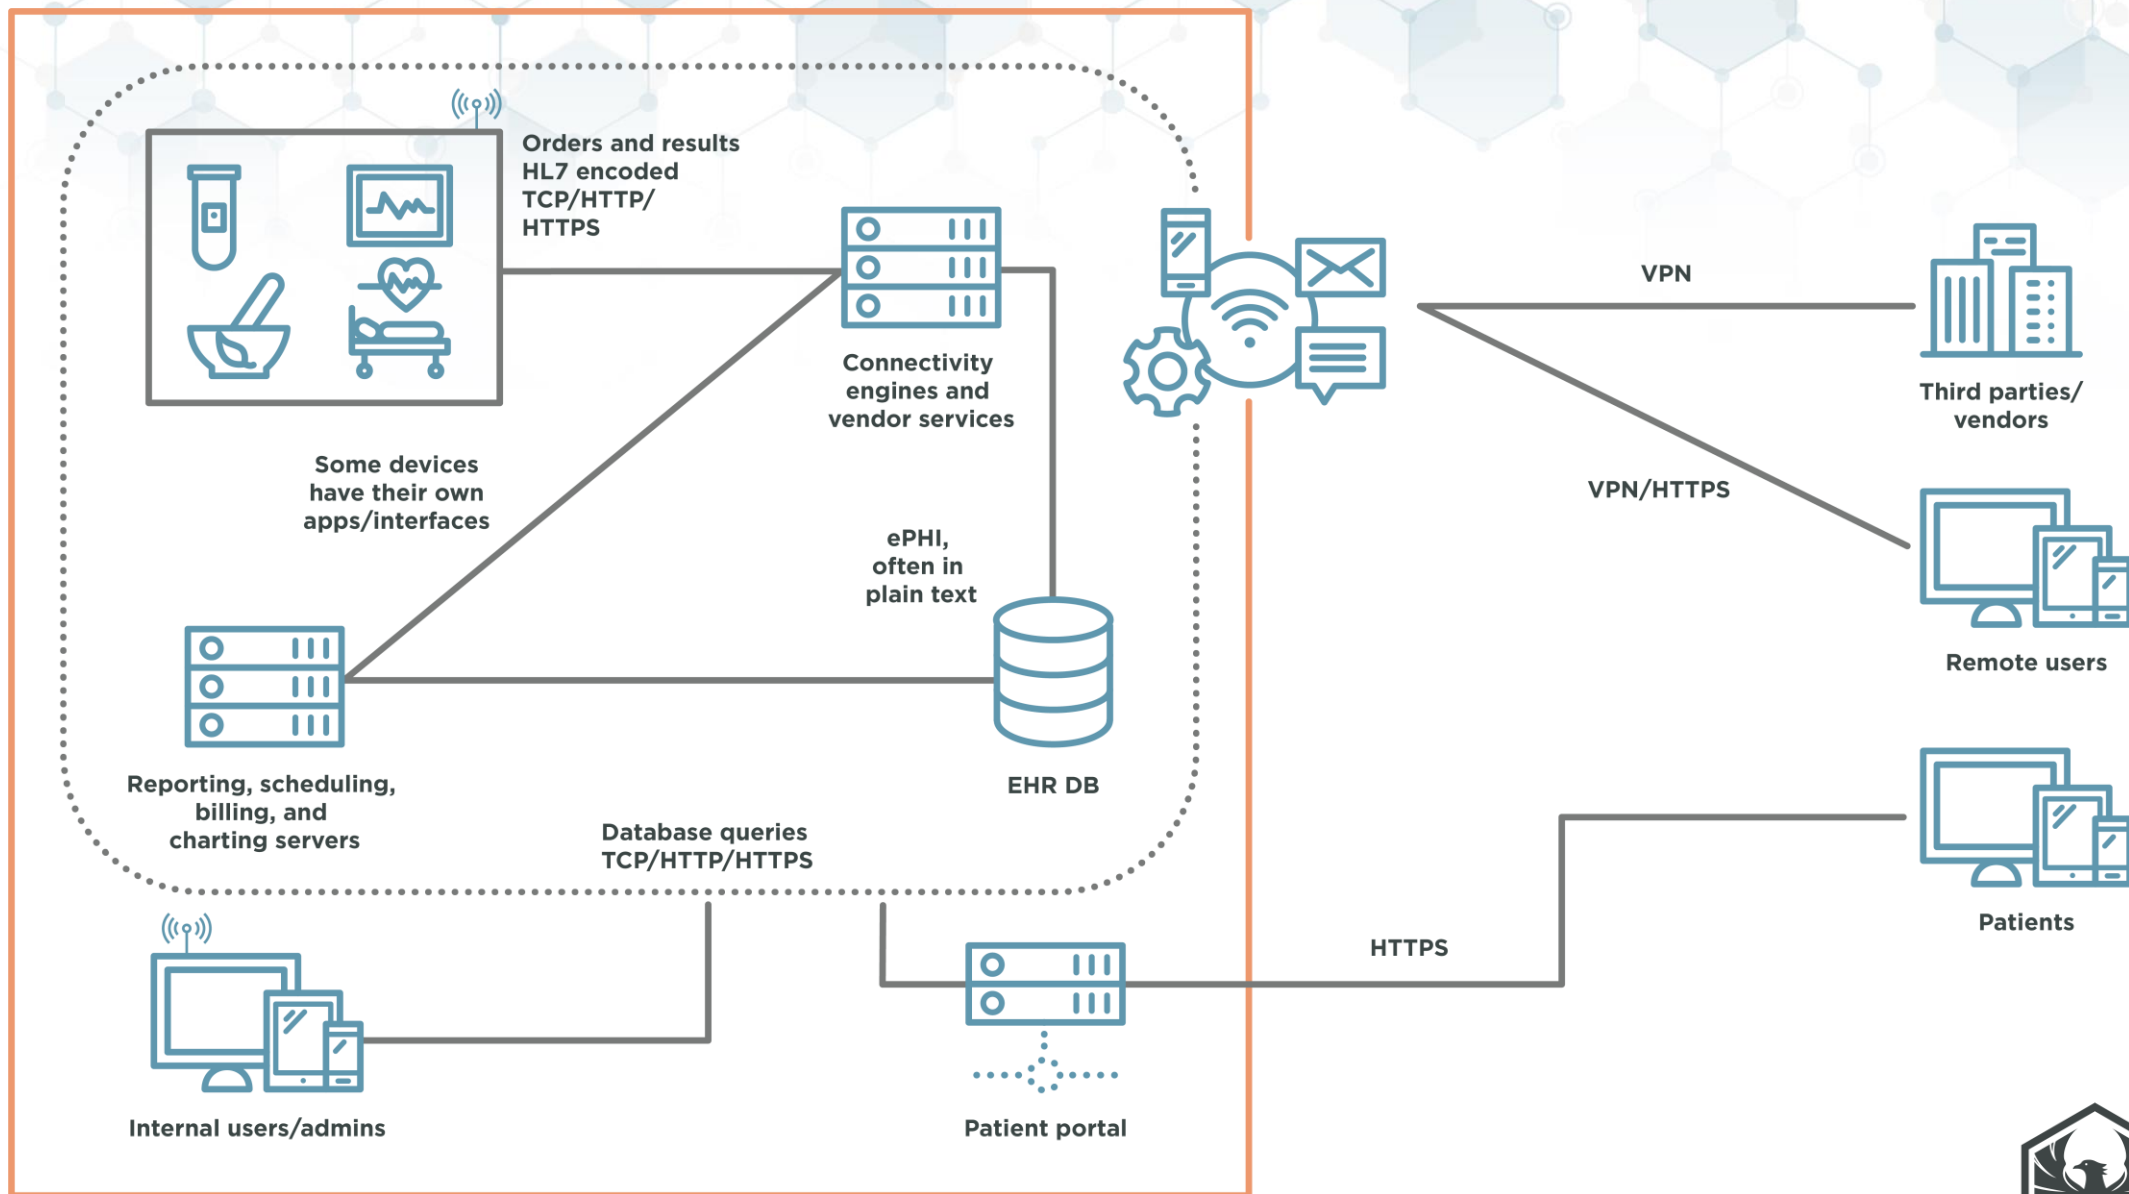 Orders and results
HL7 encoded
TCP/HTTP/
HTTPS
Connectivity
engines and
vendor services
VPN
Third parties/
vendors
Some devices
have their own
apps/interfaces
VPN/HTTPS
ePHI,
often in
plain text
Remote users
Reporting, scheduling,
billing, and
charting servers
EHR DB
Database queries
TCP/HTTP/HTTPS
Patients
HTTPS
Internal users/admins
Patient portal